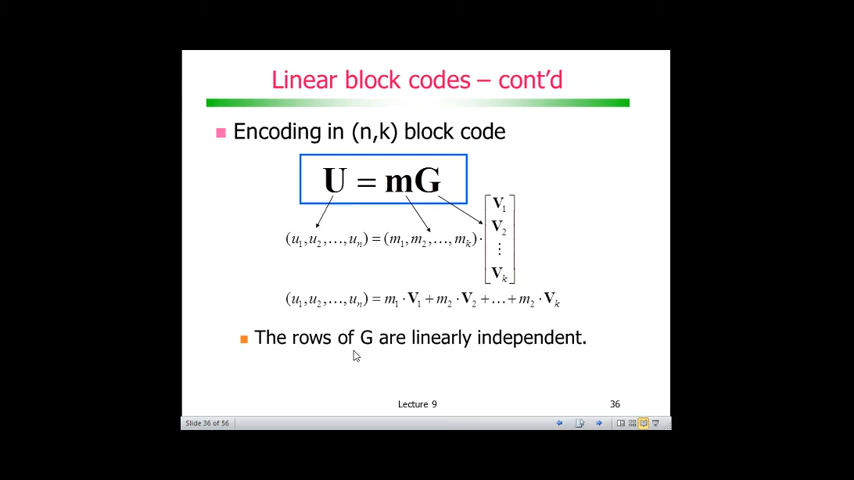 Linear block codes – cont'd
Encoding in (n,k) block code
U = mG
(u₁,u₂,…,uₙ) = (m₁,m₂,…,mₖ)·[V₁ V₂ ⋮ Vₖ]
(u₁,u₂,…,uₙ) = m₁·V₁ + m₂·V₂ + … + m₂·Vₖ
The rows of G are linearly independent.
Lecture 9
36
Slide 36 of 56